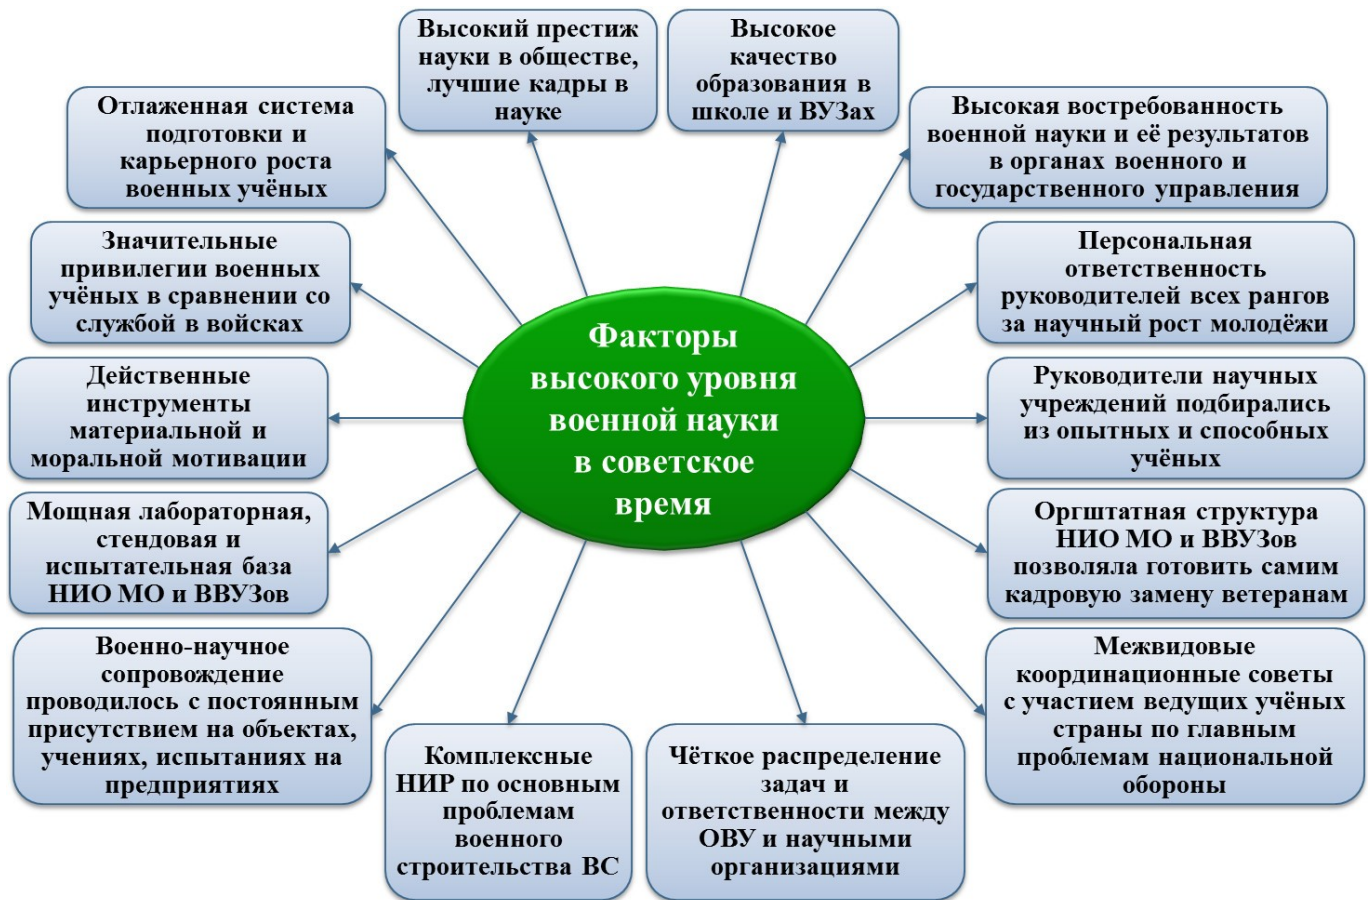 Высокий престиж
науки в обществе,
лучшие кадры в
науке
Высокое
качество
образования в
школе и ВУЗах
Отлаженная система
подготовки и
карьерного роста
военных учёных
Высокая востребованность
военной науки и её результатов
в органах военного и
государственного управления
Значительные
привилегии военных
учёных в сравнении со
службой в войсках
Персональная
ответственность
руководителей всех рангов
за научный рост молодёжи
Факторы
высокого уровня
военной науки
в советское
время
Действенные
инструменты
материальной и
моральной мотивации
Руководители научных
учреждений подбирались
из опытных и способных
учёных
Мощная лабораторная,
стендовая и
испытательная база
НИО МО и ВВУЗов
Оргштатная структура
НИО МО и ВВУЗов
позволяла готовить самим
кадровую замену ветеранам
Военно-научное
сопровождение
проводилось с постоянным
присутствием на объектах,
учениях, испытаниях на
предприятиях
Межвидовые
координационные советы
с участием ведущих учёных
страны по главным
проблемам национальной
обороны
Комплексные
НИР по основным
проблемам
военного
строительства ВС
Чёткое распределение
задач и
ответственности между
ОВУ и научными
организациями